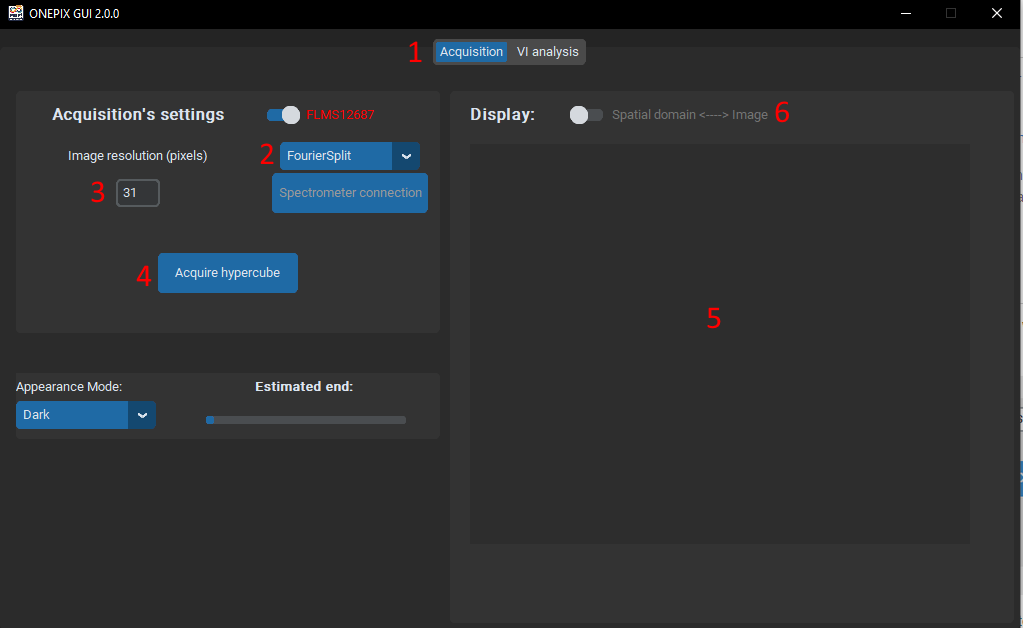 ONEPIX GUI 2.0.0
1 Acquisition VI analysis
Acquisition's settings FLMS12687
Display: Spatial domain <----> Image 6
Image resolution (pixels) 2 FourierSplit
3 31 Spectrometer connection
4 Acquire hypercube
5
Appearance Mode: Estimated end:
Dark